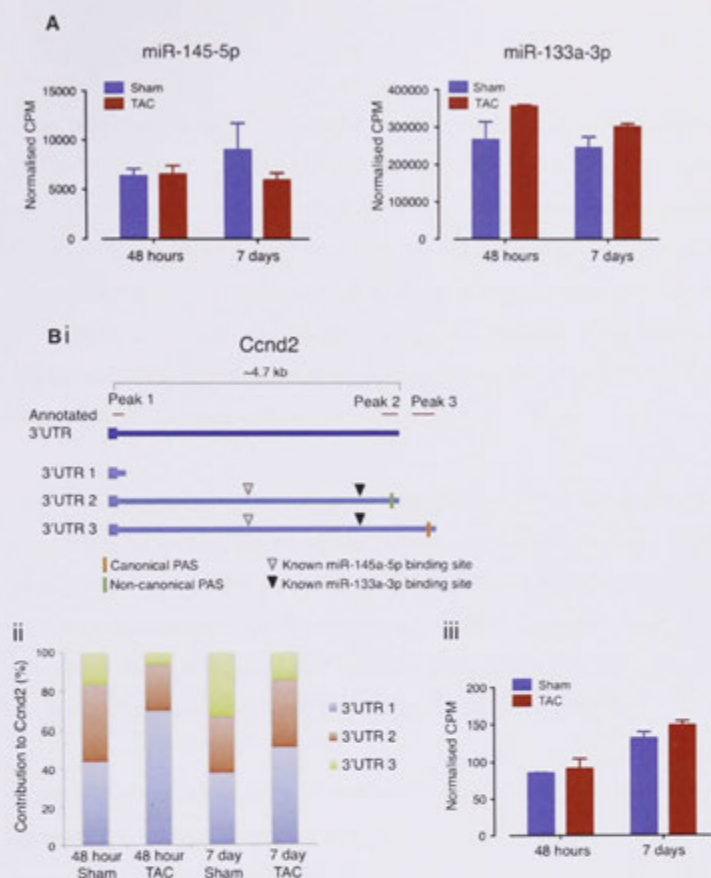 A
miR-145-5p
miR-133a-3p
Normalised CPM
15000
10000
5000
0
Sham
TAC
48 hours
7 days
Normalised CPM
400000
300000
200000
100000
0
Sham
TAC
48 hours
7 days
Bi
Ccnd2
~4.7 kb
Peak 1
Peak 2
Peak 3
Annotated
3'UTR
3'UTR 1
3'UTR 2
3'UTR 3
Canonical PAS
Non-canonical PAS
Known miR-145a-5p binding site
Known miR-133a-3p binding site
ii
Contribution to Ccnd2 (%)
100
80
60
40
20
0
48 hour
Sham
48 hour
TAC
7 day
Sham
7 day
TAC
3'UTR 1
3'UTR 2
3'UTR 3
iii
Normalised CPM
200
150
100
50
0
Sham
TAC
48 hours
7 days